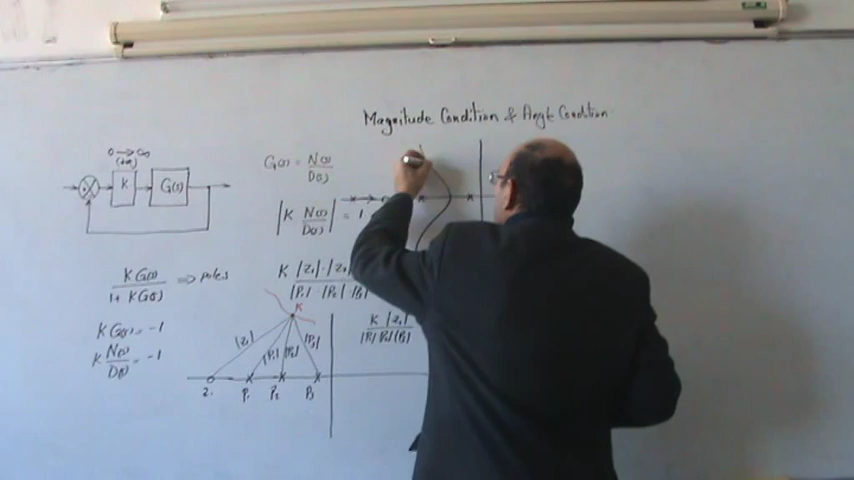 Magnitude Condition & Angle Condition
0 → ∞
(+ve)
K
G(s)
G(s) = N(s) / D(s)
|K N(s) / D(s)| = 1
K G(s) / 1 + K G(s) ⇒ poles
K |Z1| · |Z2 / |P1| |P2| |P3|
K G(s) = -1
K N(s) / D(s) = -1
K
|Z1| |P1| |P2| |P3|
K |Z1| / |P1| |P2| |P3|
Z1 P1 P2 P3